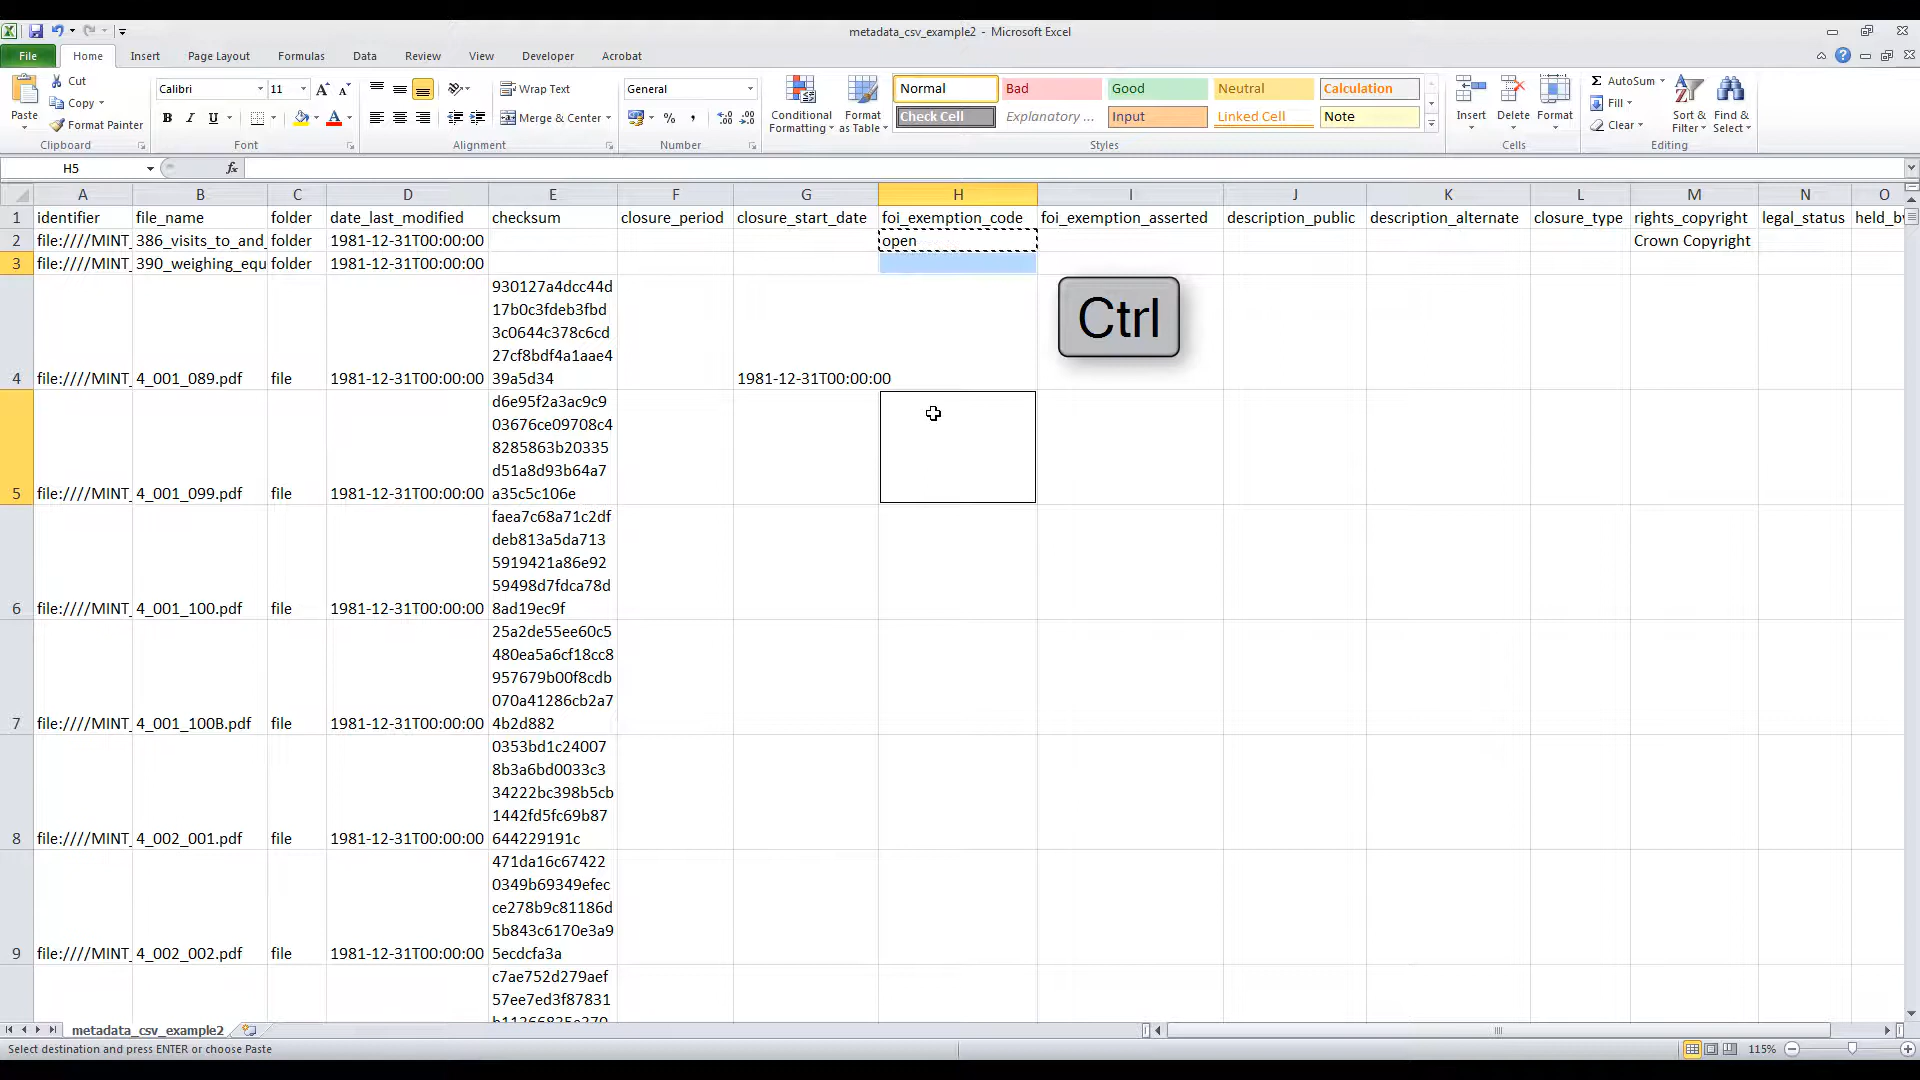 metadata_csv_example2 - Microsoft Excel
File Home Insert Page Layout Formulas Data Review View Developer Acrobat
Paste
Cut
Copy
Format Painter
Clipboard
Calibri 11
B I U A
Font
Wrap Text
Merge & Center
Alignment
General
%
Number
Conditional Formatting
Format as Table
Normal Bad Good Neutral Calculation
Check Cell Explanatory ... Input Linked Cell Note
Styles
Insert Delete Format
Cells
AutoSum
Fill
Clear
Sort & Filter
Find & Select
Editing
H5 fx
A B C D E F G H I J K L M N O
1 identifier file_name folder date_last_modified checksum closure_period closure_start_date foi_exemption_code foi_exemption_asserted description_public description_alternate closure_type rights_copyright legal_status held_by
2 file:////MINT_ 386_visits_to_and_ folder 1981-12-31T00:00:00 open Crown Copyright
3 file:////MINT_ 390_weighing_equ folder 1981-12-31T00:00:00
930127a4dcc44d
17b0c3fdeb3fbd
3c0644c378c6cd
27cf8bdf4a1aae4
4 file:////MINT_ 4_001_089.pdf file 1981-12-31T00:00:00 39a5d34 1981-12-31T00:00:00
Ctrl
d6e95f2a3ac9c9
03676ce09708c4
8285863b20335
d51a8d93b64a7
5 file:////MINT_ 4_001_099.pdf file 1981-12-31T00:00:00 a35c5c106e
faea7c68a71c2df
deb813a5da713
5919421a86e92
59498d7fdca78d
6 file:////MINT_ 4_001_100.pdf file 1981-12-31T00:00:00 8ad19ec9f
25a2de55ee60c5
480ea5a6cf18cc8
957679b00f8cdb
070a41286cb2a7
7 file:////MINT_ 4_001_100B.pdf file 1981-12-31T00:00:00 4b2d882
0353bd1c24007
8b3a6bd0033c3
34222bc398b5cb
1442fd5fc69b87
8 file:////MINT_ 4_002_001.pdf file 1981-12-31T00:00:00 644229191c
471da16c67422
0349b69349efec
ce278b9c81186d
5b843c6170e3a9
9 file:////MINT_ 4_002_002.pdf file 1981-12-31T00:00:00 5ecdcfa3a
c7ae752d279aef
57ee7ed3f87831
metadata_csv_example2
Select destination and press ENTER or choose Paste 115%